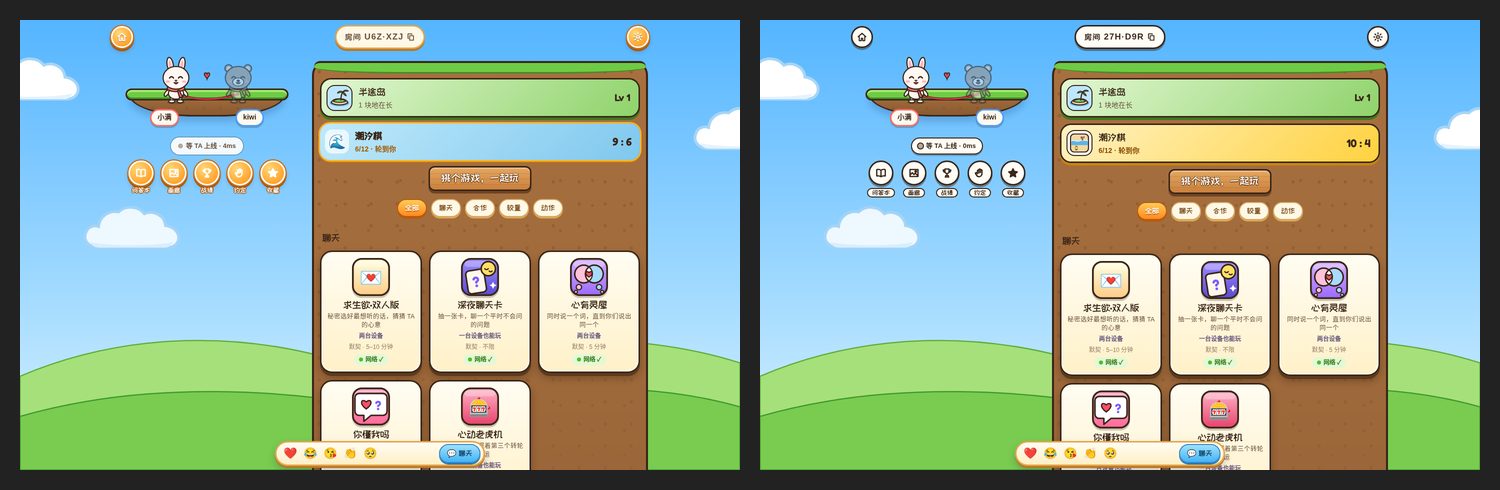 房间 U6Z·XZJ
小满
kiwi
等 TA 上线 · 4ms
问答本
画廊
战绩
约定
收藏
半途岛
1 块地在长
Lv 1
潮汐棋
6/12 · 轮到你
9 : 6
挑个游戏，一起玩
全部
聊天
合作
较量
动作
聊天
求生欲·双人版
秘密选好最想听的话，猜猜 TA
的心意
两台设备
默契 · 5–10 分钟
网络 ✓
深夜聊天卡
抽一张卡，聊一个平时不会问
的问题
一台设备也能玩
默契 · 不限
网络 ✓
心有灵犀
同时说一个词，直到你们说出
同一个
两台设备
默契 · 5 分钟
网络 ✓
你懂我吗
心动老虎机
着第三个转轮
聊天
房间 27H·D9R
小满
kiwi
等 TA 上线 · 0ms
问答本
画廊
战绩
约定
收藏
半途岛
1 块地在长
Lv 1
潮汐棋
6/12 · 轮到你
10 : 4
挑个游戏，一起玩
全部
聊天
合作
较量
动作
聊天
求生欲·双人版
秘密选好最想听的话，猜猜 TA
的心意
两台设备
默契 · 5–10 分钟
网络 ✓
深夜聊天卡
抽一张卡，聊一个平时不会问
的问题
一台设备也能玩
默契 · 不限
网络 ✓
心有灵犀
同时说一个词，直到你们说出
同一个
两台设备
默契 · 5 分钟
网络 ✓
你懂我吗
心动老虎机
着第三个转轮
聊天